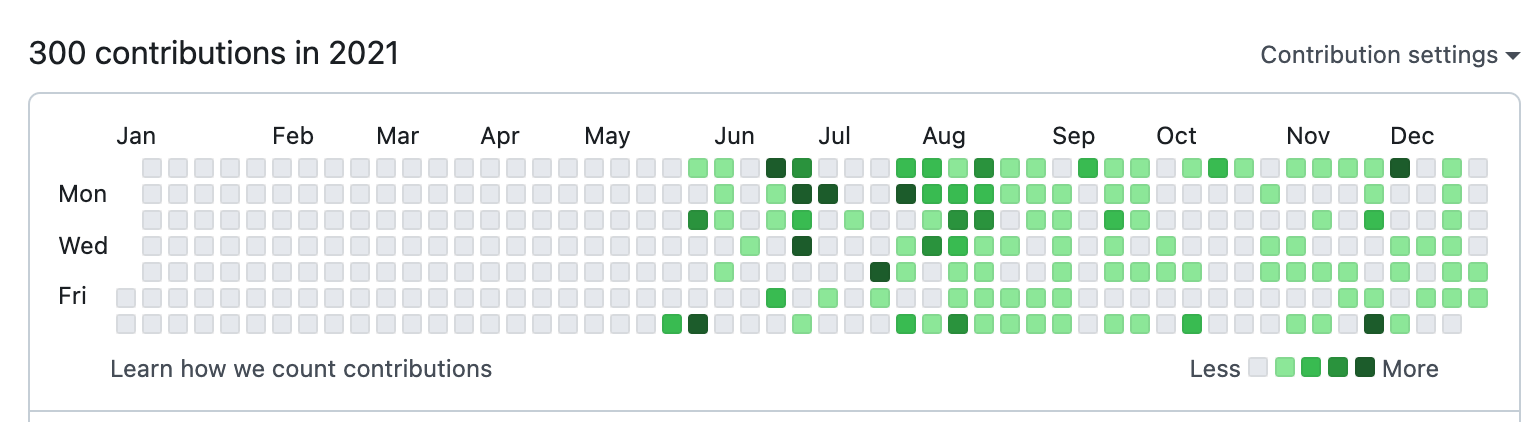 300 contributions in 2021
Contribution settings
Jan Feb Mar Apr May Jun Jul Aug Sep Oct Nov Dec
Mon
Wed
Fri
Learn how we count contributions
Less More